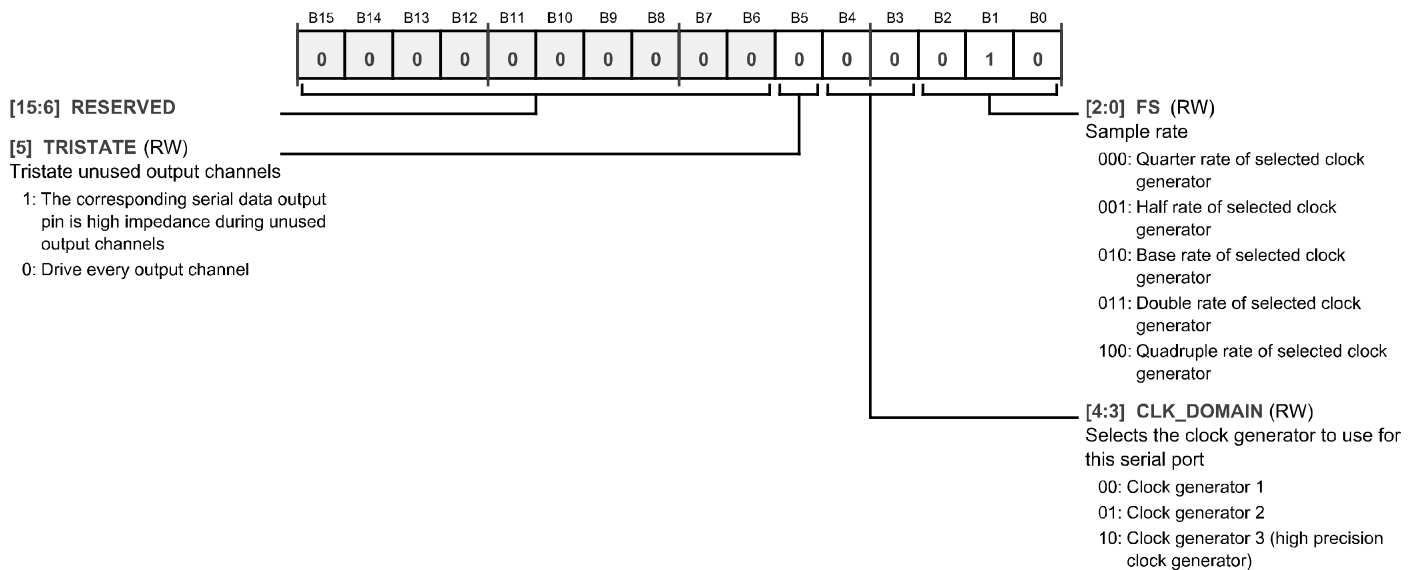 B15 B14 B13 B12 B11 B10 B9 B8 B7 B6 B5 B4 B3 B2 B1 B0
0 0 0 0 0 0 0 0 0 0 0 0 0 0 1 0
[15:6] RESERVED
[5] TRISTATE (RW)
Tristate unused output channels
1: The corresponding serial data output
pin is high impedance during unused
output channels
0: Drive every output channel
[2:0] FS (RW)
Sample rate
000: Quarter rate of selected clock
generator
001: Half rate of selected clock
generator
010: Base rate of selected clock
generator
011: Double rate of selected clock
generator
100: Quadruple rate of selected clock
generator
[4:3] CLK_DOMAIN (RW)
Selects the clock generator to use for
this serial port
00: Clock generator 1
01: Clock generator 2
10: Clock generator 3 (high precision
clock generator)